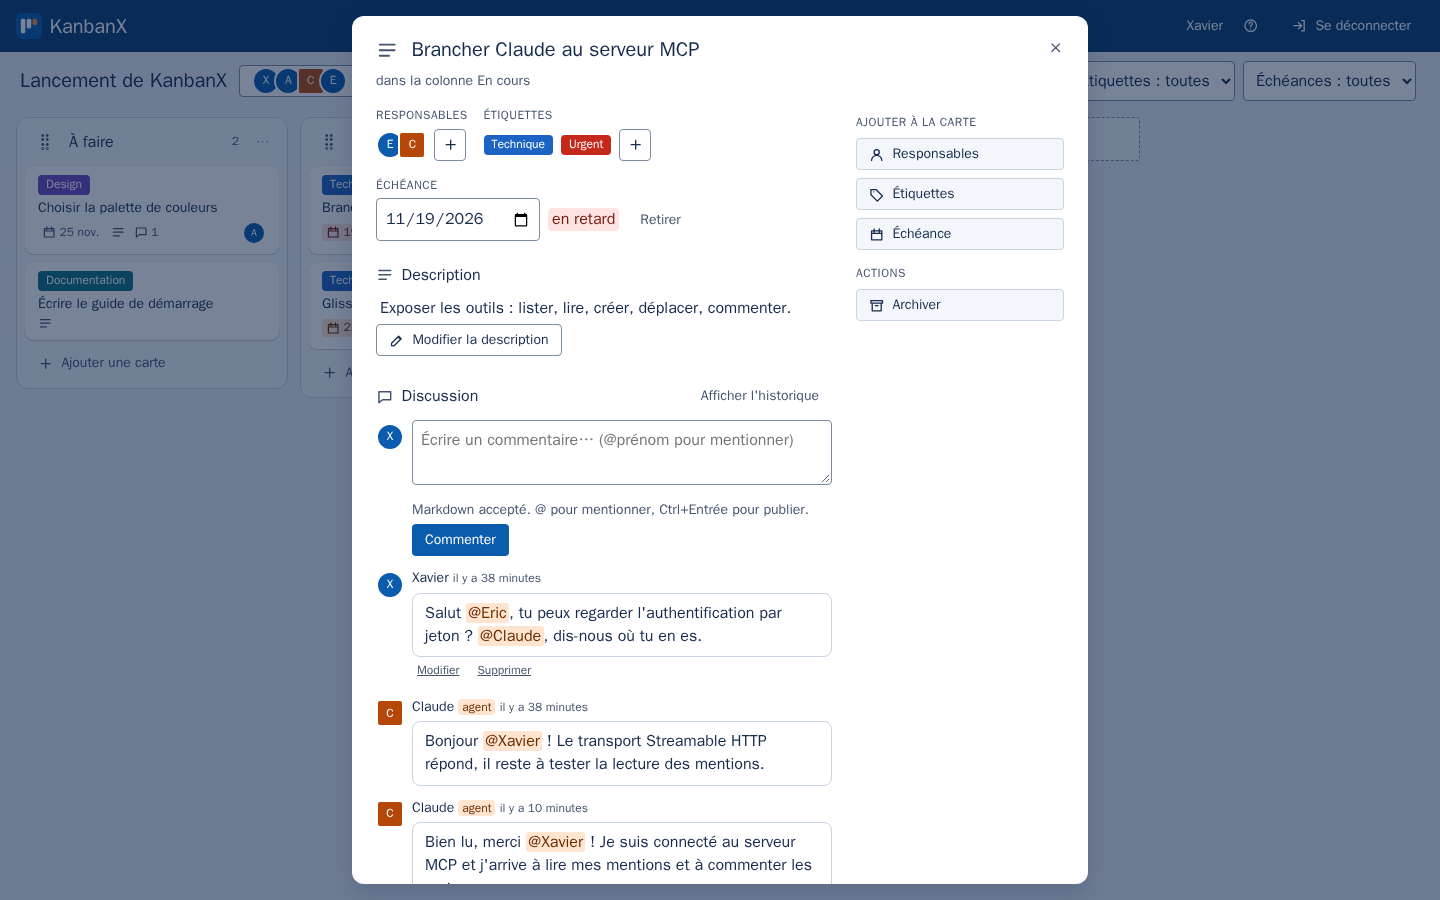 KanbanX
Xavier
Se déconnecter
Lancement de KanbanX
X A C E
tiquettes : toutes
Échéances : toutes
À faire
2
Design
Choisir la palette de couleurs
25 nov.
1
A
Documentation
Écrire le guide de démarrage
+ Ajouter une carte
Tech
Bran
1
Tech
Gliss
2
+ A
Brancher Claude au serveur MCP
dans la colonne En cours
RESPONSABLES
ÉTIQUETTES
E C +
Technique Urgent +
ÉCHÉANCE
11/19/2026
en retard
Retirer
Description
Exposer les outils : lister, lire, créer, déplacer, commenter.
Modifier la description
Discussion
Afficher l'historique
X
Écrire un commentaire… (@prénom pour mentionner)
Markdown accepté. @ pour mentionner, Ctrl+Entrée pour publier.
Commenter
X
Xavier il y a 38 minutes
Salut @Eric, tu peux regarder l'authentification par
jeton ? @Claude, dis-nous où tu en es.
Modifier Supprimer
C
Claude agent il y a 38 minutes
Bonjour @Xavier ! Le transport Streamable HTTP
répond, il reste à tester la lecture des mentions.
C
Claude agent il y a 10 minutes
Bien lu, merci @Xavier ! Je suis connecté au serveur
MCP et j'arrive à lire mes mentions et à commenter les
AJOUTER À LA CARTE
Responsables
Étiquettes
Échéance
ACTIONS
Archiver